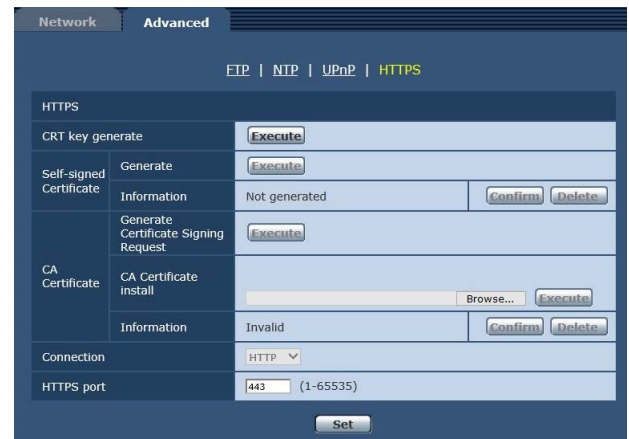 Network Advanced
FTP | NTP | UPnP | HTTPS
HTTPS
CRT key generate Execute
Self-signed Certificate
Generate Execute
Information Not generated Confirm Delete
CA Certificate
Generate Certificate Signing Request Execute
CA Certificate install Browse... Execute
Information Invalid Confirm Delete
Connection HTTP
HTTPS port 443 (1-65535)
Set